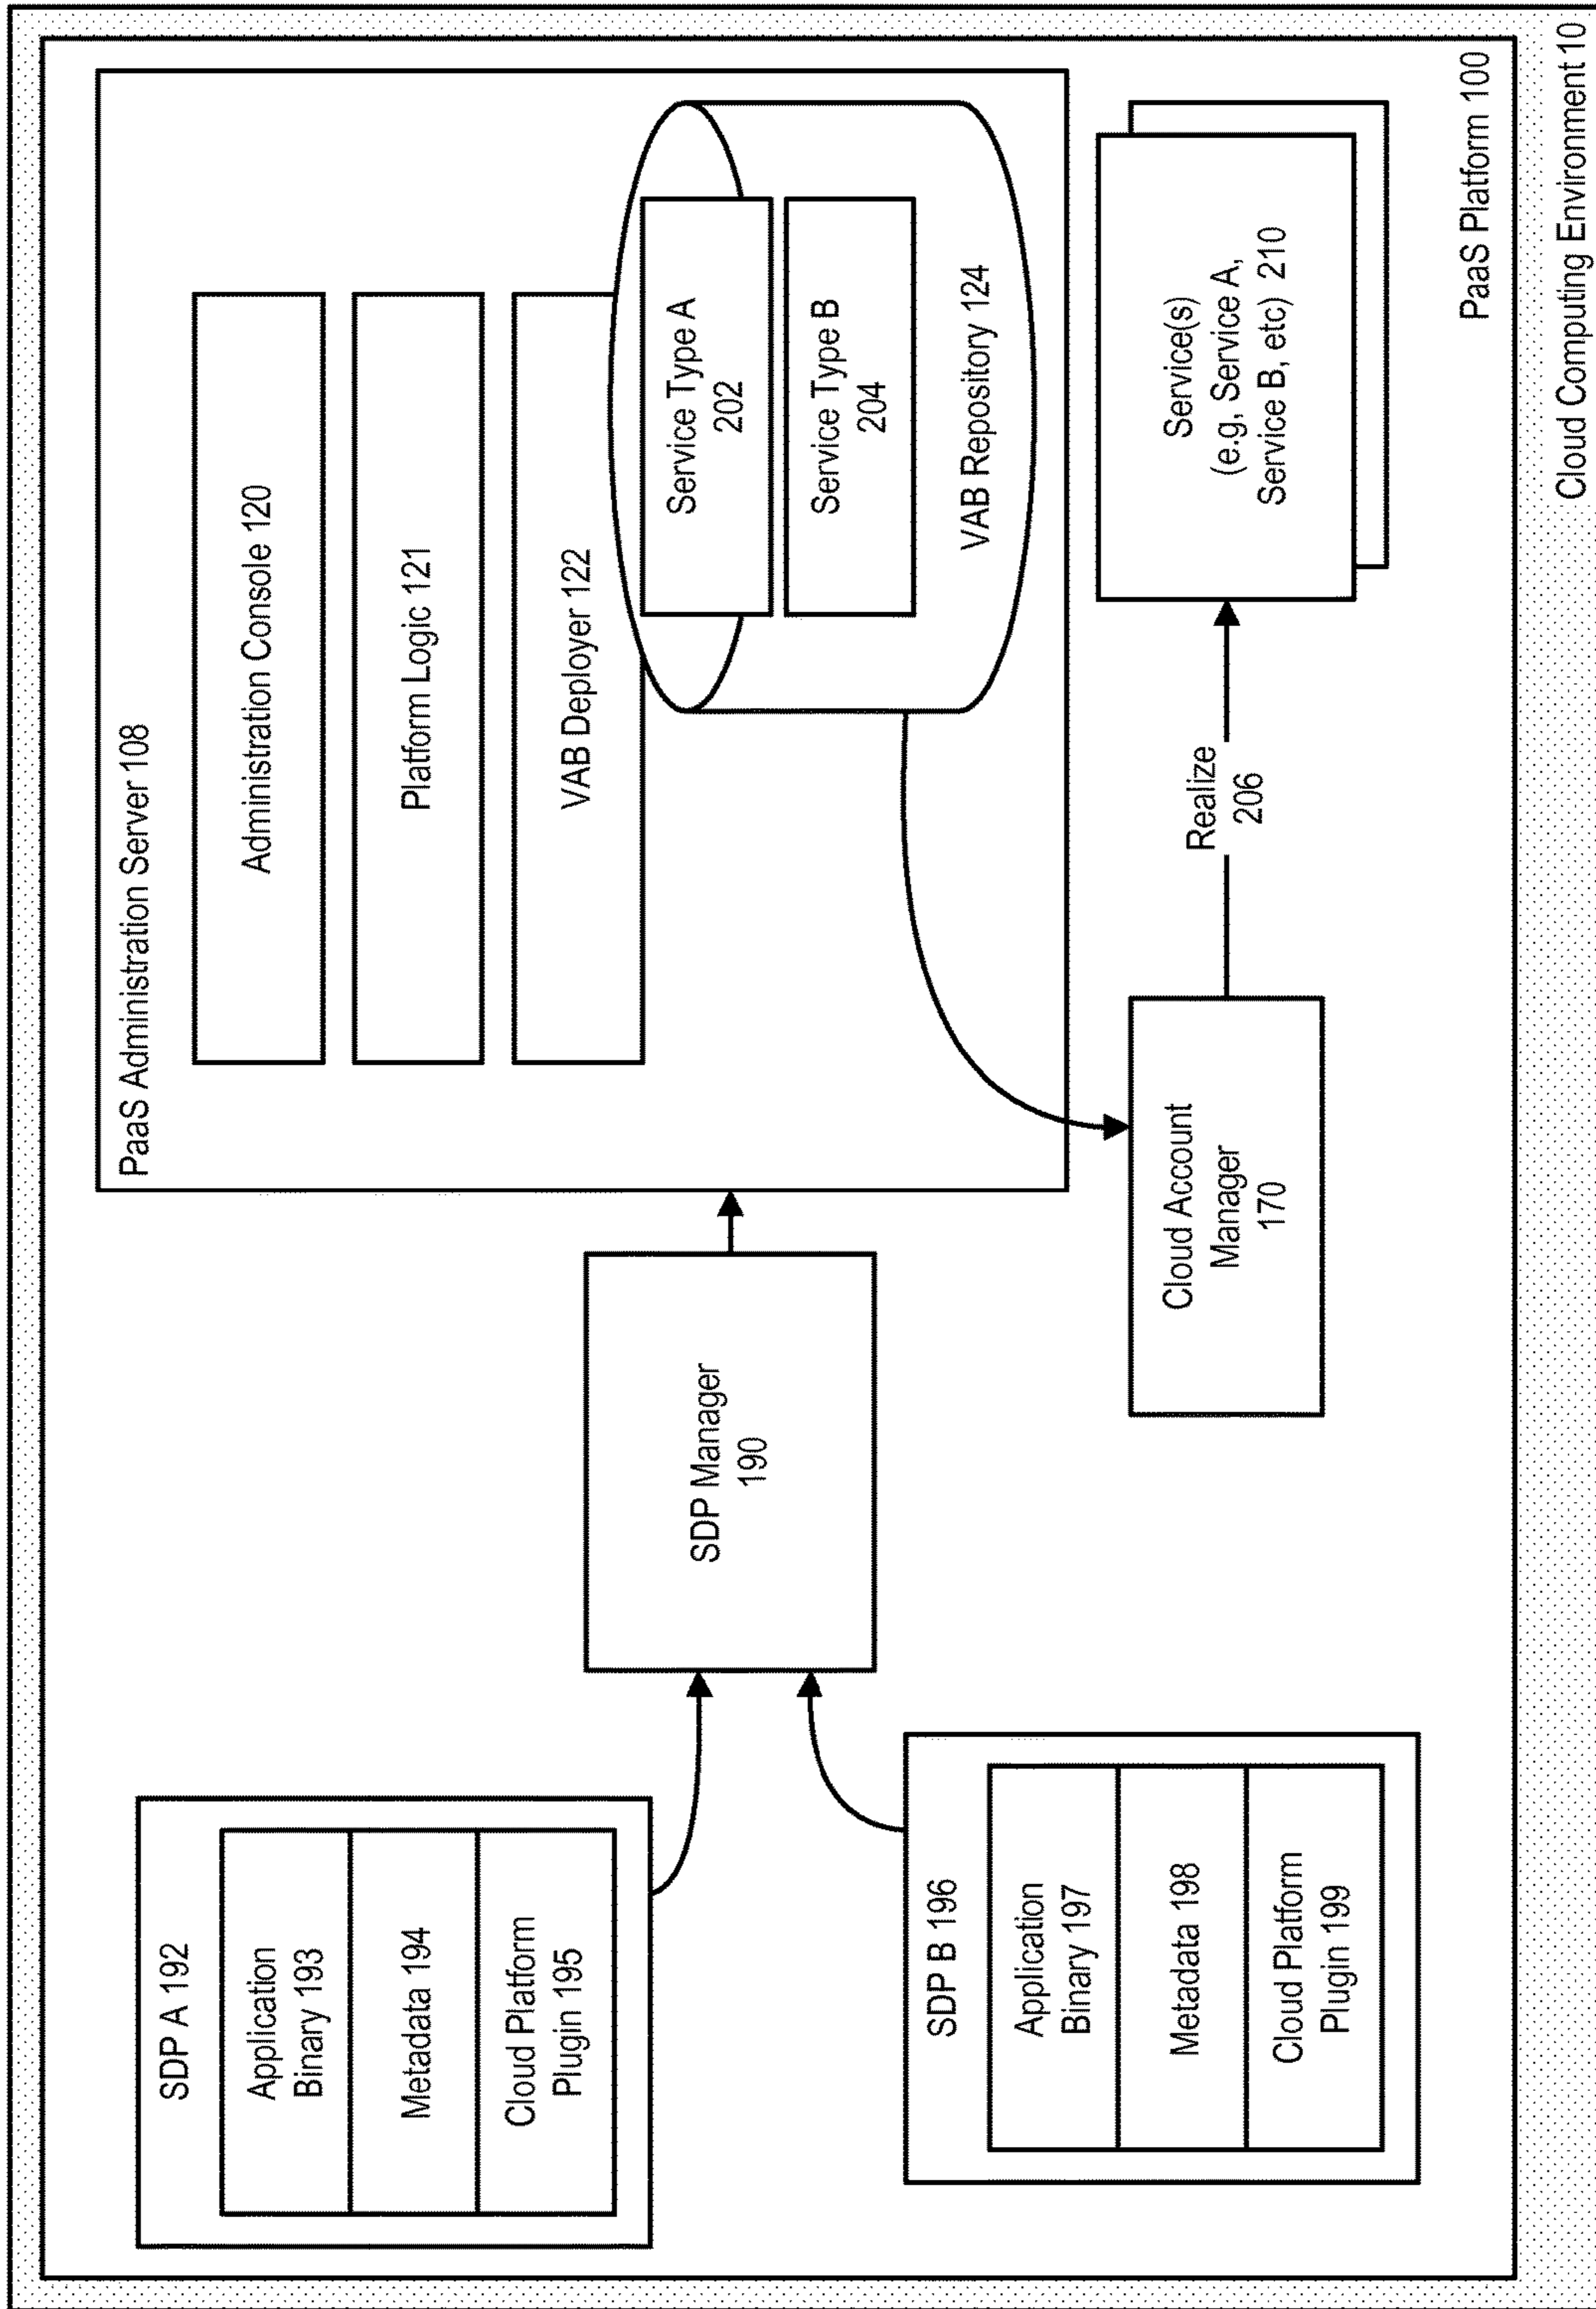 SDP A 192
Application
Binary 193
Metadata 194
Cloud Platform
Plugin 195
SDP B 196
Application
Binary 197
Metadata 198
Cloud Platform
Plugin 199
SDP Manager
190
PaaS Administration Server 108
Administration Console 120
Platform Logic 121
VAB Deployer 122
Service Type A
202
Service Type B
204
VAB Repository 124
Cloud Account
Manager
170
Realize
206
Service(s)
(e.g, Service A,
Service B, etc) 210
PaaS Platform 100
Cloud Computing Environment 10